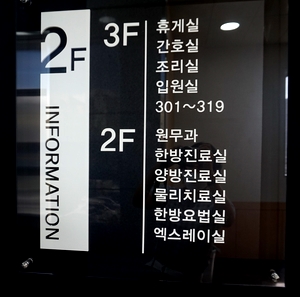 2F
INFORMATION
3F
휴게실
간호실
조리실
입원실
301~319
2F
원무과
한방진료실
양방진료실
물리치료실
한방요법실
엑스레이실